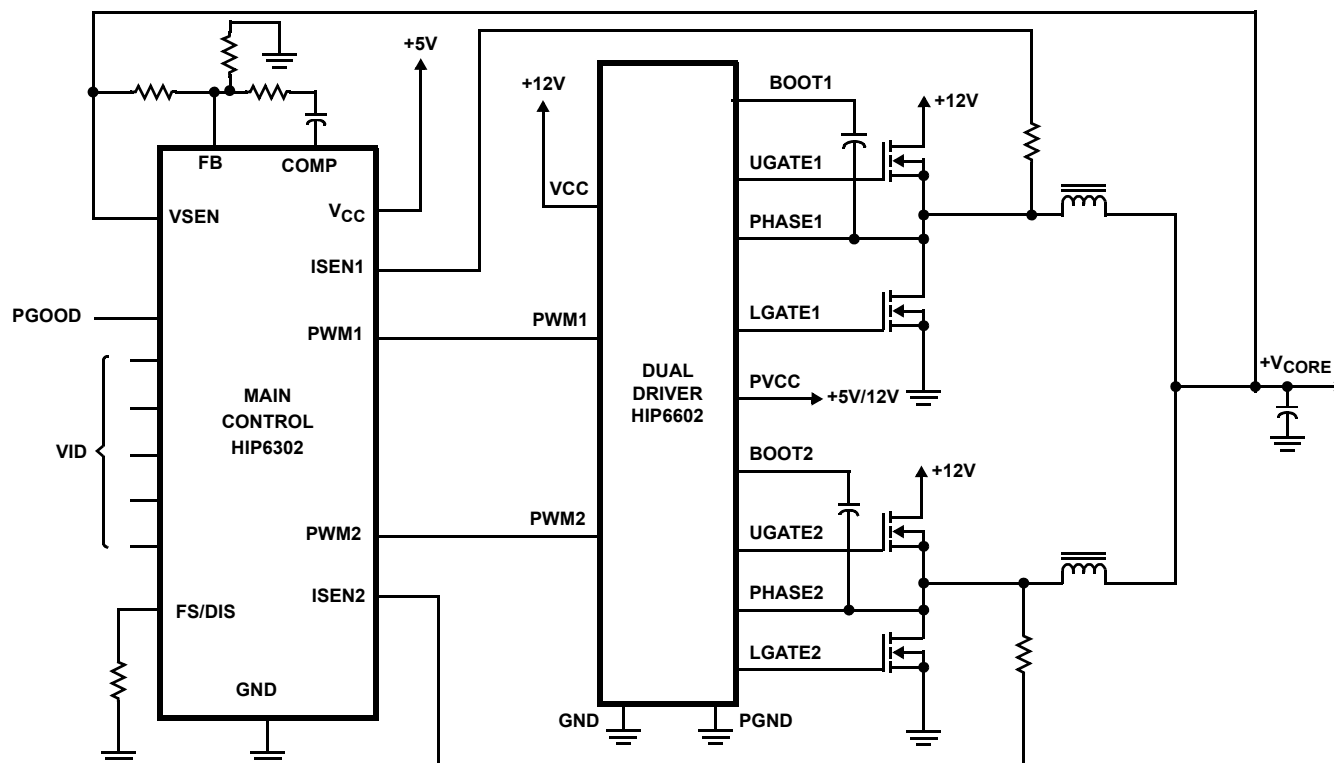 +5V
+12V
BOOT1
+12V
FB
COMP
UGATE1
VCC
VCC
VSEN
PHASE1
ISEN1
PGOOD
LGATE1
PWM1
PWM1
+VCORE
DUAL
DRIVER
HIP6602
PVCC
+5V/12V
MAIN
CONTROL
HIP6302
VID
BOOT2
+12V
PWM2
PWM2
UGATE2
ISEN2
PHASE2
FS/DIS
LGATE2
GND
GND
PGND